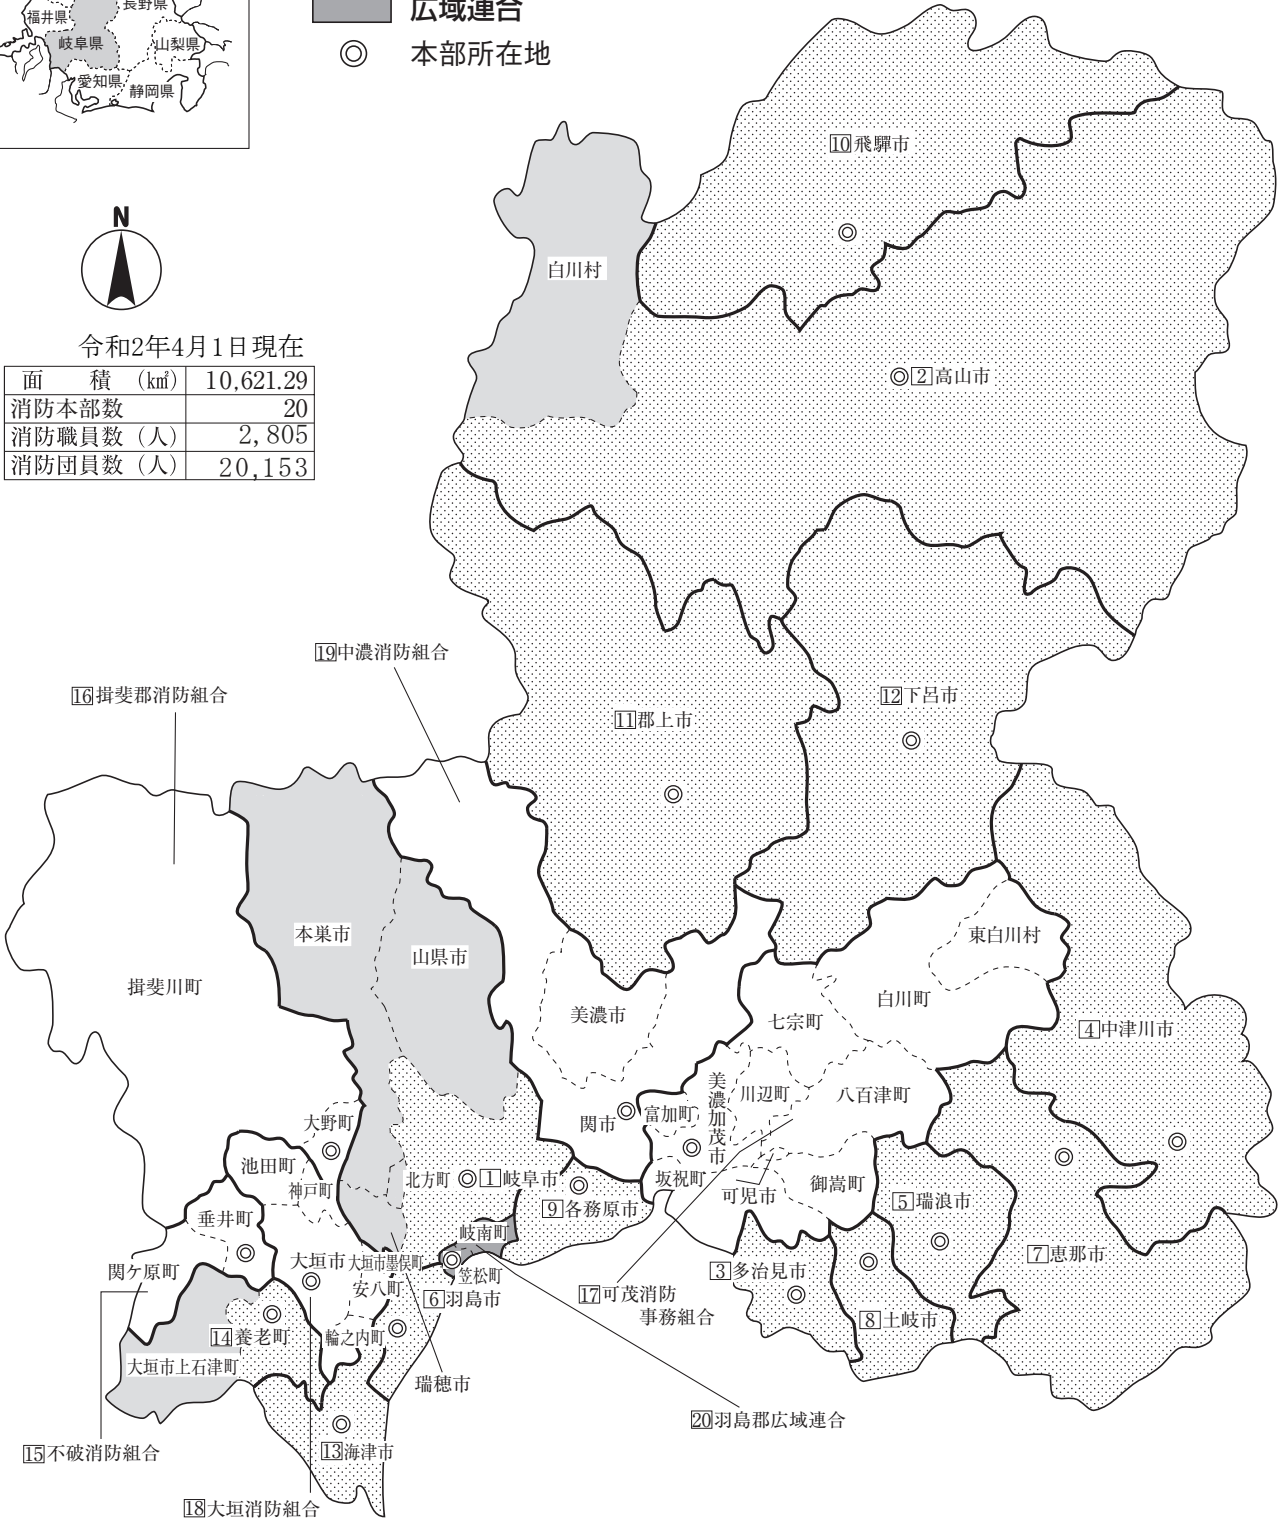 福井県
長野県
岐阜県
山梨県
愛知県
静岡県
広域連合
本部所在地
N
令和2年4月1日現在
面 積 (k㎡) 10,621.29
消防本部数 20
消防職員数(人) 2,805
消防団員数(人) 20,153
10飛騨市
白川村
2高山市
19中濃消防組合
16揖斐郡消防組合
11郡上市
12下呂市
本巣市
山県市
東白川村
揖斐川町
白川町
美濃市
七宗町
4中津川市
美濃加茂市
川辺町
八百津町
大野町
関市
富加町
池田町
北方町
1岐阜市
坂祝町
御嵩町
神戸町
可児市
5瑞浪市
9各務原市
垂井町
岐南町
7恵那市
大垣市
大垣市墨俣町
関ケ原町
笠松町
3多治見市
安八町
6羽島市
17可茂消防
事務組合
8土岐市
14養老町
輪之内町
大垣市上石津町
瑞穂市
20羽島郡広域連合
15不破消防組合
13海津市
18大垣消防組合